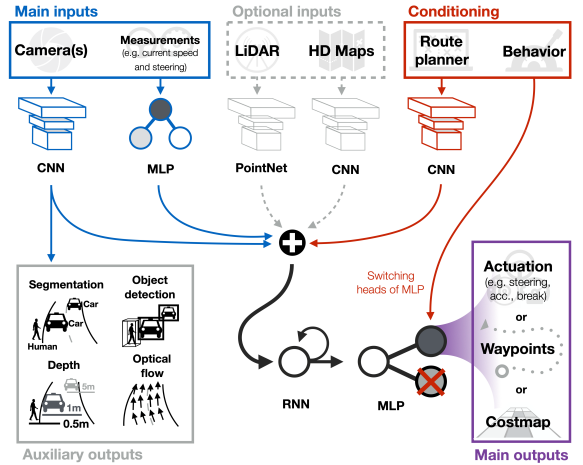 Main inputs
Optional inputs
Conditioning
Camera(s)
Measurements
(e.g. current speed
and steering)
LiDAR
HD Maps
Route
planner
Behavior
CNN
MLP
PointNet
CNN
CNN
Switching
heads of MLP
Segmentation
Car
Car
Human
Object
detection
Depth
5m
1m
0.5m
Optical
flow
Auxiliary outputs
RNN
MLP
Actuation
(e.g. steering,
acc., break)
or
Waypoints
or
Costmap
Main outputs